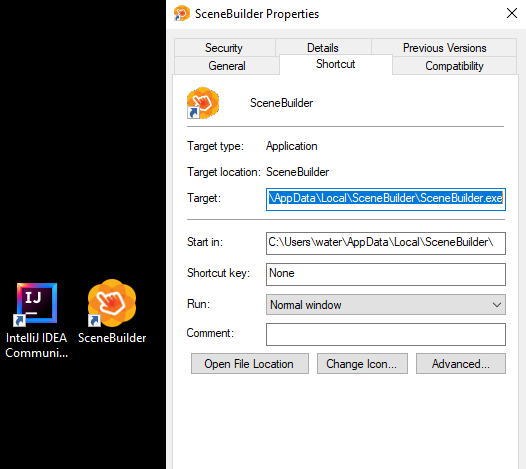 SceneBuilder Properties
Security
Details
Previous Versions
General
Shortcut
Compatibility
SceneBuilder
Target type: Application
Target location: SceneBuilder
Target: \AppData\Local\SceneBuilder\SceneBuilder.exe
Start in: C:\Users\water\AppData\Local\SceneBuilder\
Shortcut key: None
Run: Normal window
Comment:
Open File Location
Change Icon...
Advanced...
IJ
IntelliJ IDEA
Communi...
SceneBuilder